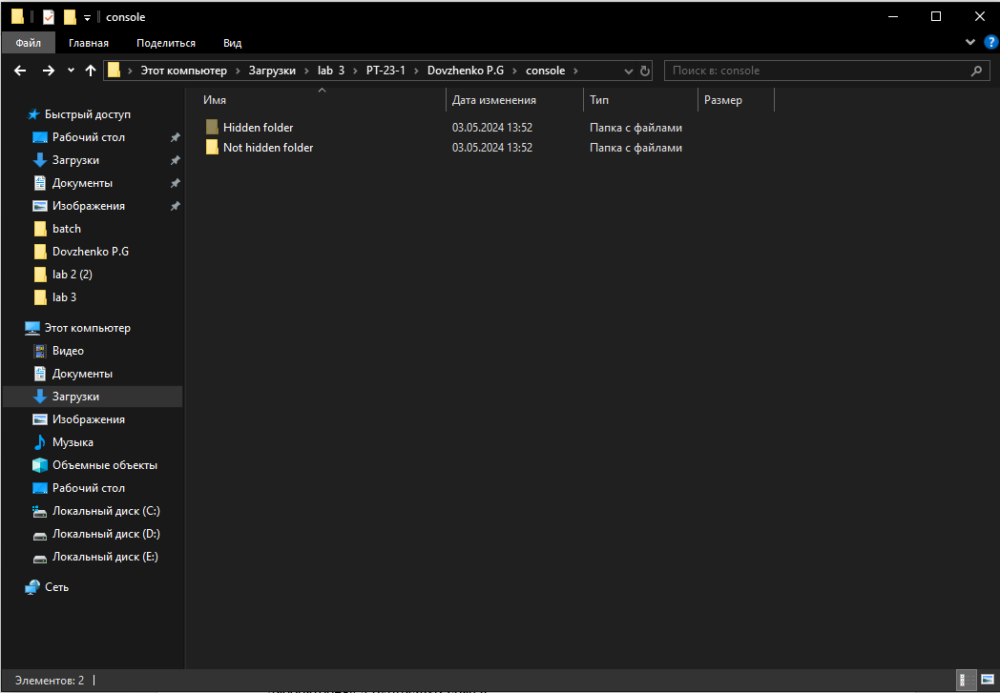 console
Файл Главная Поделиться Вид
Этот компьютер Загрузки lab 3 PT-23-1 Dovzhenko P.G console Поиск в: console
Имя Дата изменения Тип Размер
Hidden folder 03.05.2024 13:52 Папка с файлами
Not hidden folder 03.05.2024 13:52 Папка с файлами
Быстрый доступ
Рабочий стол
Загрузки
Документы
Изображения
batch
Dovzhenko P.G
lab 2 (2)
lab 3
Этот компьютер
Видео
Документы
Загрузки
Изображения
Музыка
Объемные объекты
Рабочий стол
Локальный диск (C:)
Локальный диск (D:)
Локальный диск (E:)
Сеть
Элементов: 2